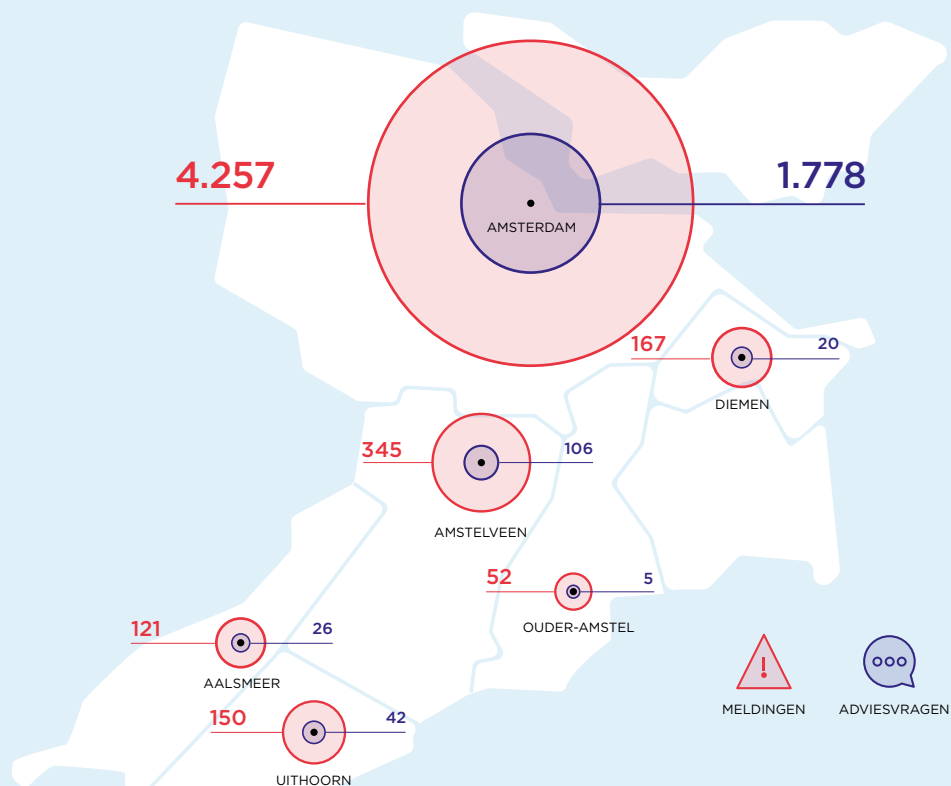 4.257
1.778
AMSTERDAM
167
20
DIEMEN
345
106
AMSTELVEEN
52
5
OUDER-AMSTEL
121
26
AALSMEER
150
42
UITHOORN
!
MELDINGEN
ADVIESVRAGEN